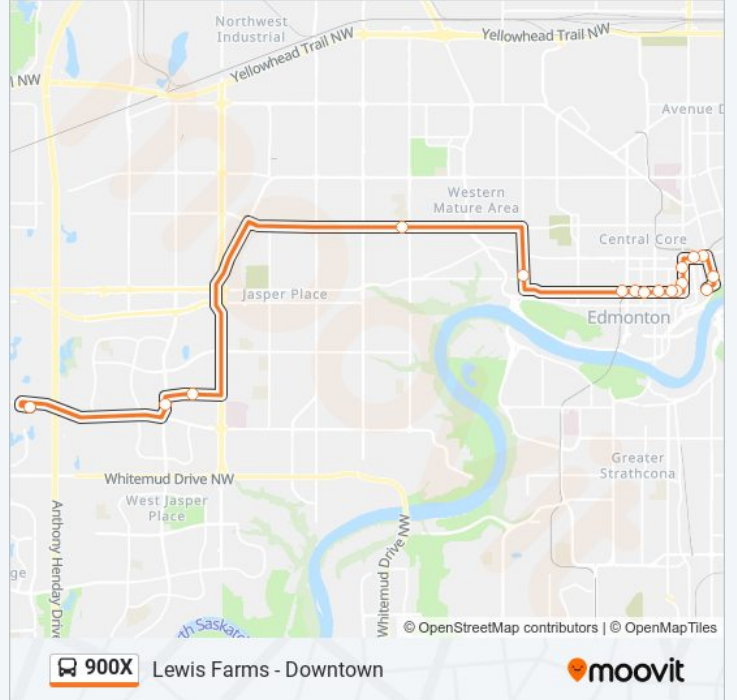 Northwest
Industrial
Yellowhead Trail NW
Yellowhead Trail NW
NW
Avenue D
Western
Mature Area
Central Core
Jasper Place
Edmonton
Greater
Strathcona
Whitemud Drive NW
West Jasper
Place
Anthony Henday Drive
Whitemud Drive NW
ge
th Saskat
© OpenStreetMap contributors | © OpenMapTiles
900X Lewis Farms - Downtown
moovit